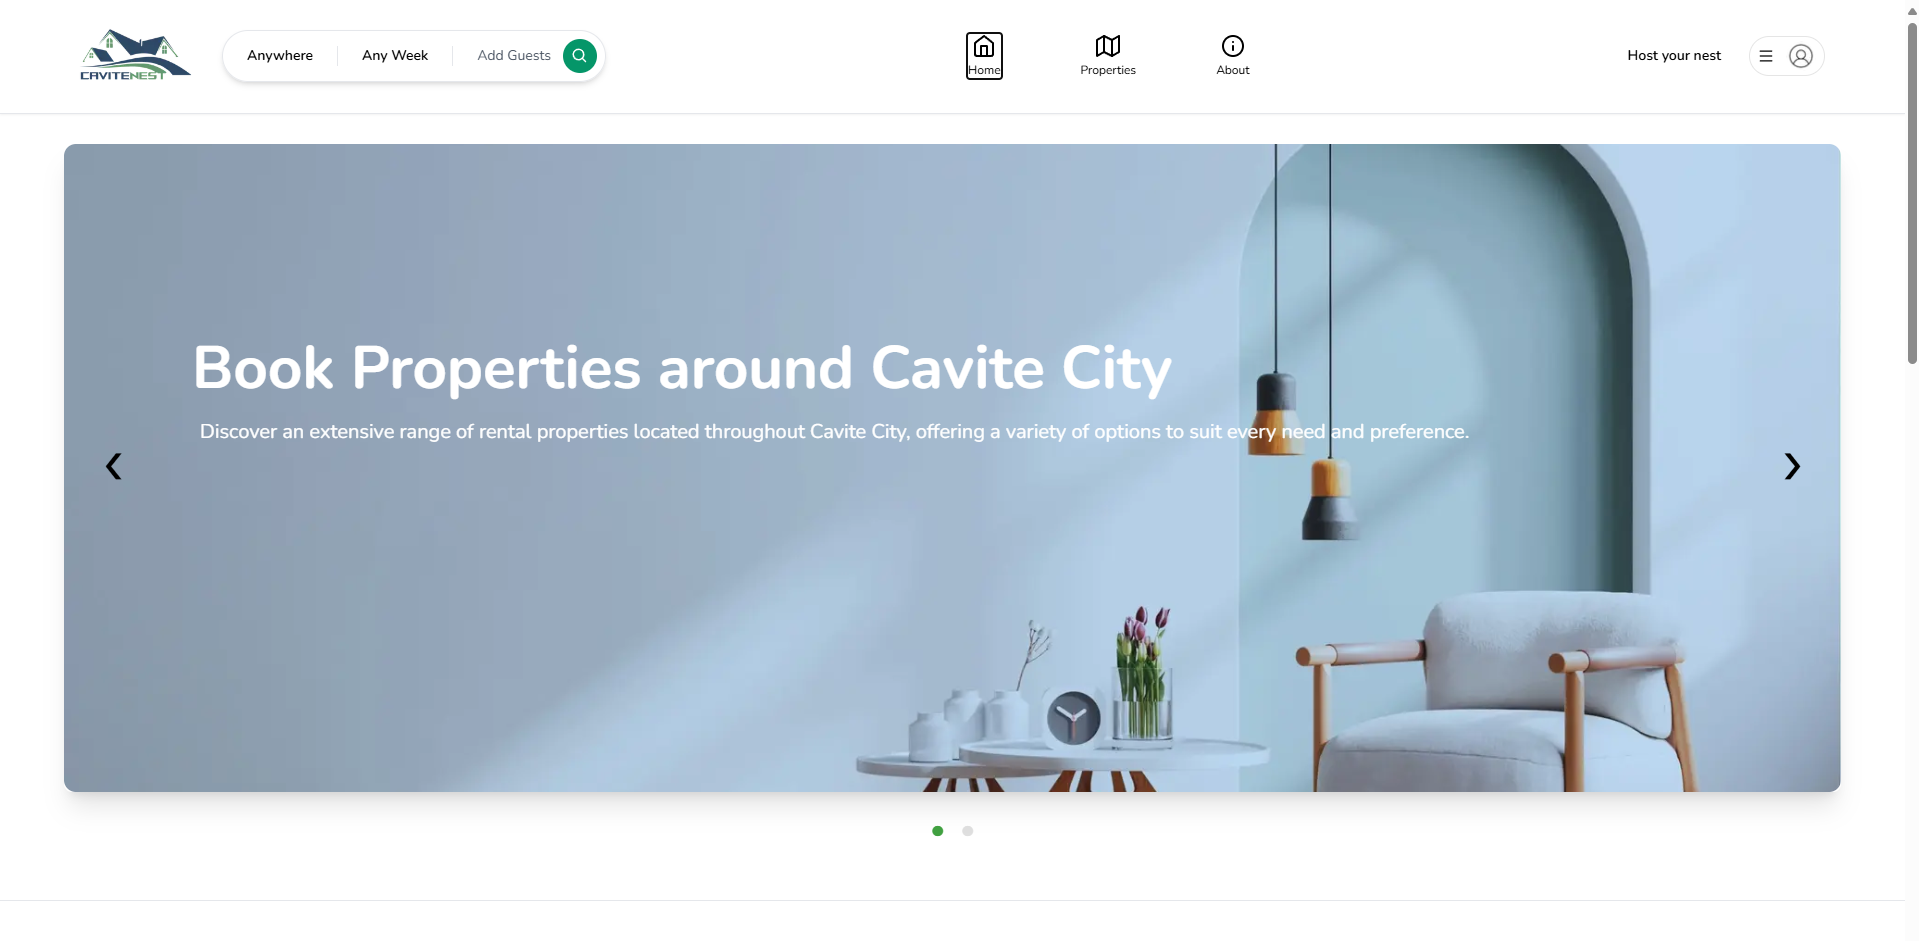 CAVITENEST
Anywhere
Any Week
Add Guests
Home
Properties
About
Host your nest
Book Properties around Cavite City
Discover an extensive range of rental properties located throughout Cavite City, offering a variety of options to suit every need and preference.